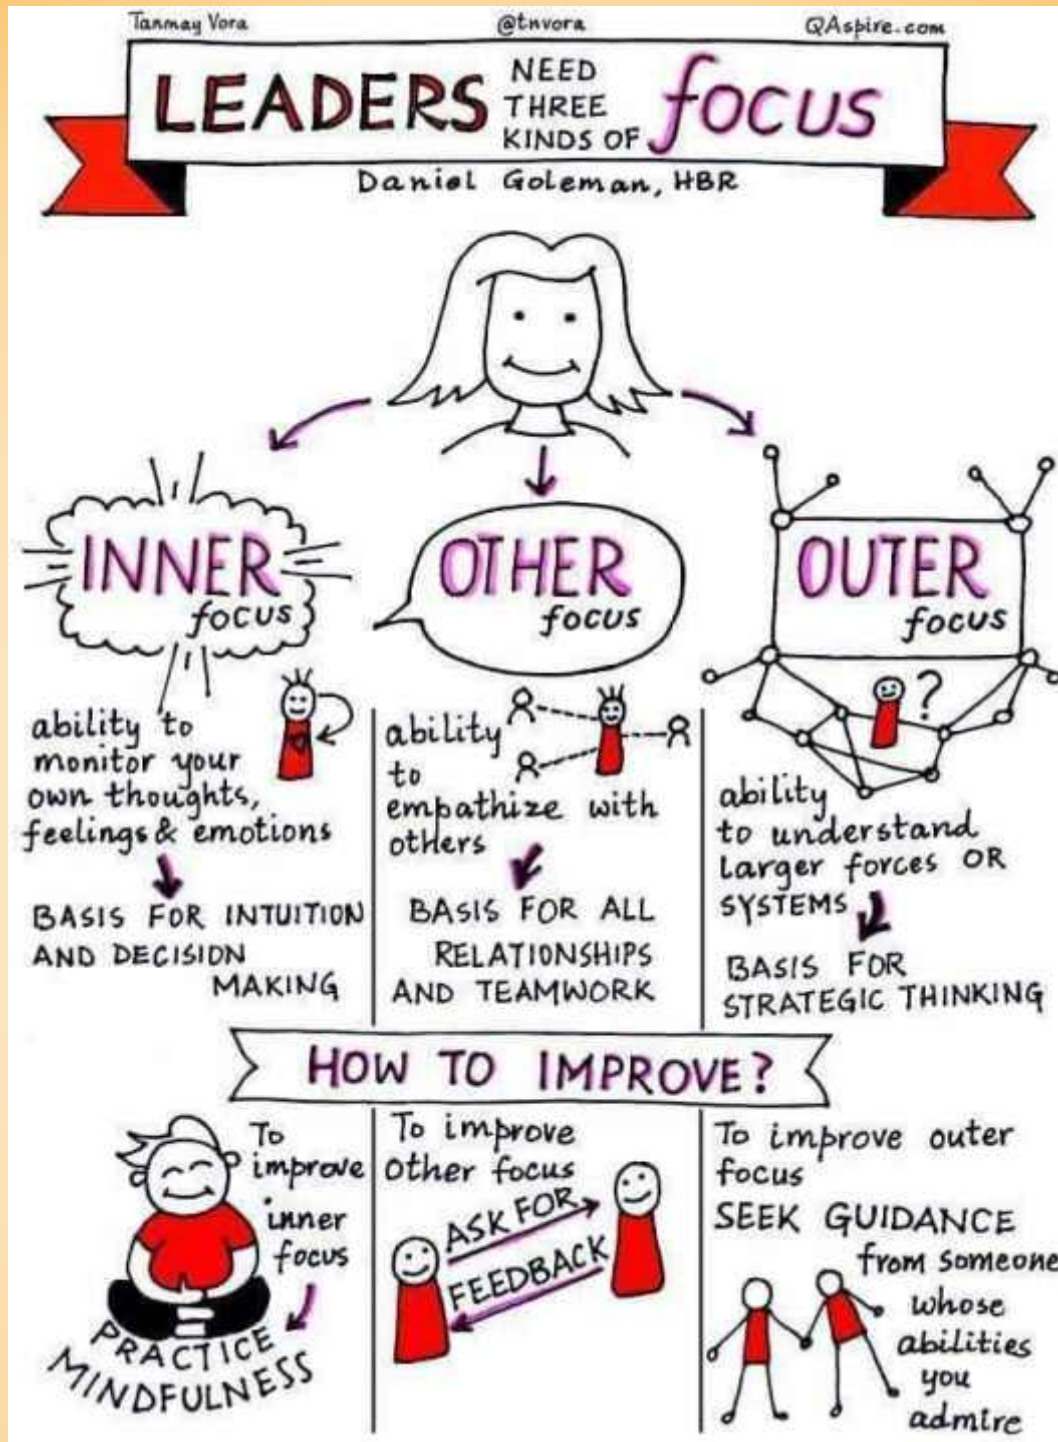 Tanmay Vora
@tnvora
QAspire.com
LEADERS NEED THREE KINDS OF focus
Daniel Goleman, HBR
INNER
focus
ability to
monitor your
own thoughts,
feelings & emotions
BASIS FOR INTUITION
AND DECISION
MAKING
OTHER
focus
ability
to
empathize with
others
BASIS FOR ALL
RELATIONSHIPS
AND TEAMWORK
OUTER
focus
?
ability
to understand
larger forces OR
SYSTEMS
BASIS FOR
STRATEGIC THINKING
HOW TO IMPROVE?
To
improve
inner
focus
PRACTICE
MINDFULNESS
To improve
other focus
ASK FOR
FEEDBACK
To improve outer
focus
SEEK GUIDANCE
from someone
whose
abilities
you
admire